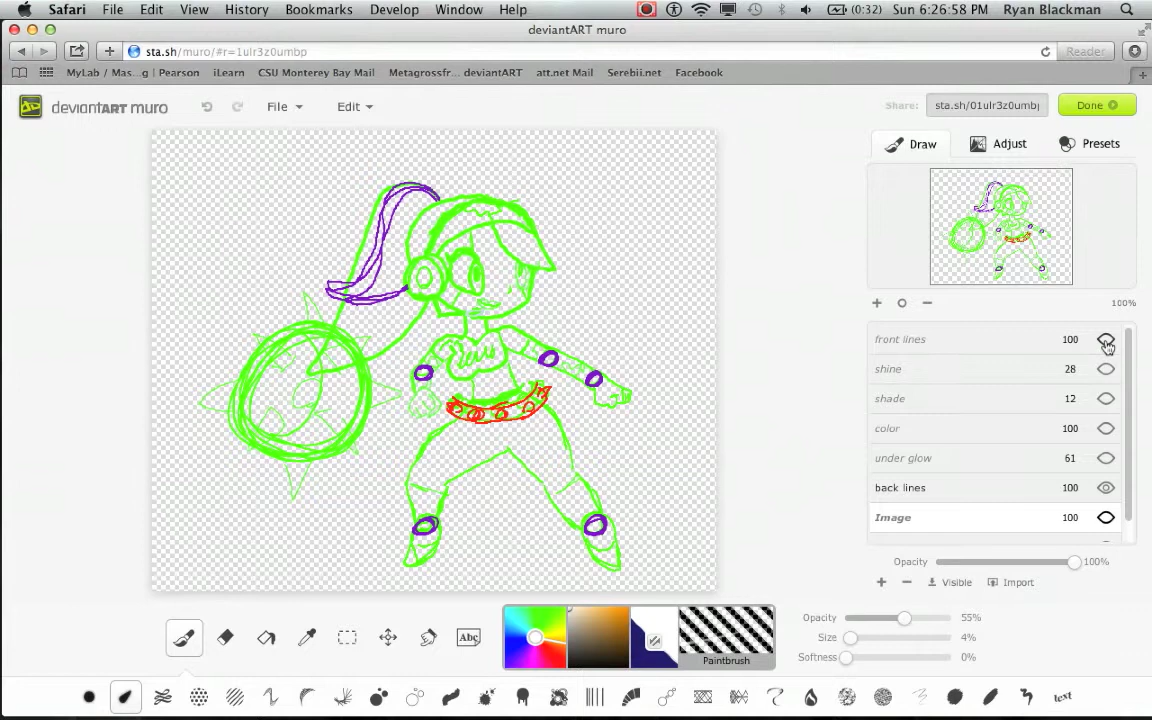 Safari File Edit View History Bookmarks Develop Window Help (0:32) Sun 6:26:58 PM Ryan Blackman
deviantART muro
sta.sh/muro/#r=1ulr3z0umbp Reader
MyLab / Mas...g | Pearson iLearn CSU Monterey Bay Mail Metagrossfr... deviantART att.net Mail Serebii.net Facebook
deviantART muro File Edit Share: sta.sh/01ulr3z0umbp Done
Draw Adjust Presets
100%
front lines 100
shine 28
shade 12
color 100
under glow 61
back lines 100
Image 100
Opacity 100%
Visible Import
Opacity 55%
Size 4%
Softness 0%
Abc
Paintbrush
text